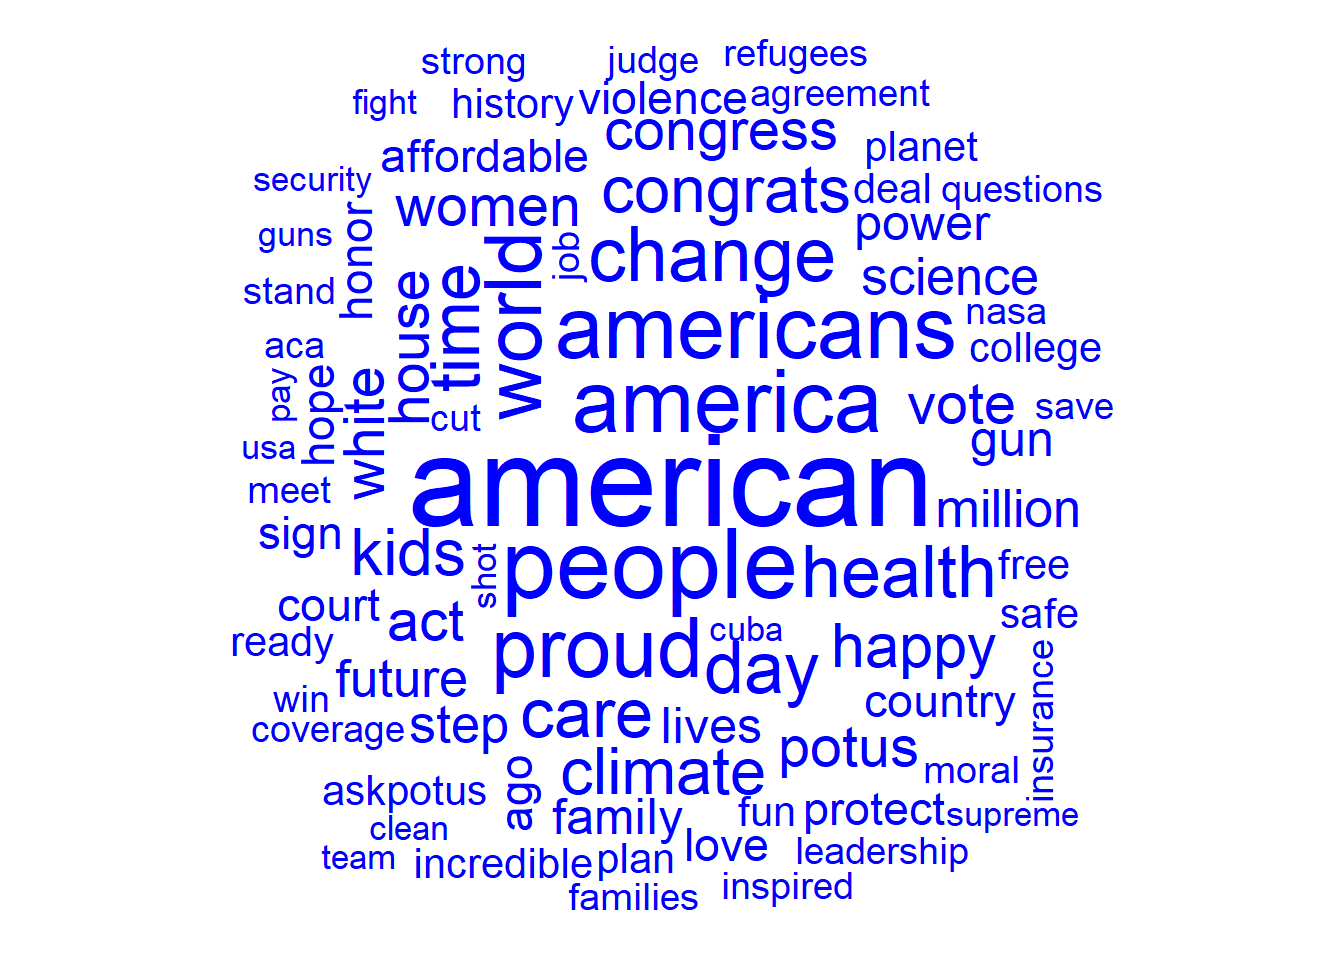 strong
judge
refugees
fight
history
violence
agreement
congress
affordable
planet
security
women
congrats
deal
questions
honor
power
guns
job
change
world
science
stand
house
time
americans
nasa
aca
college
pay
hope
white
america
vote
save
cut
usa
gun
american
meet
million
sign
kids
shot
people
health
free
court
act
safe
ready
proud
cuba
day
happy
insurance
future
win
country
coverage
step
care
lives
potus
climate
moral
askpotus
ago
family
fun
protect
supreme
clean
team
incredible
plan
love
leadership
families
inspired